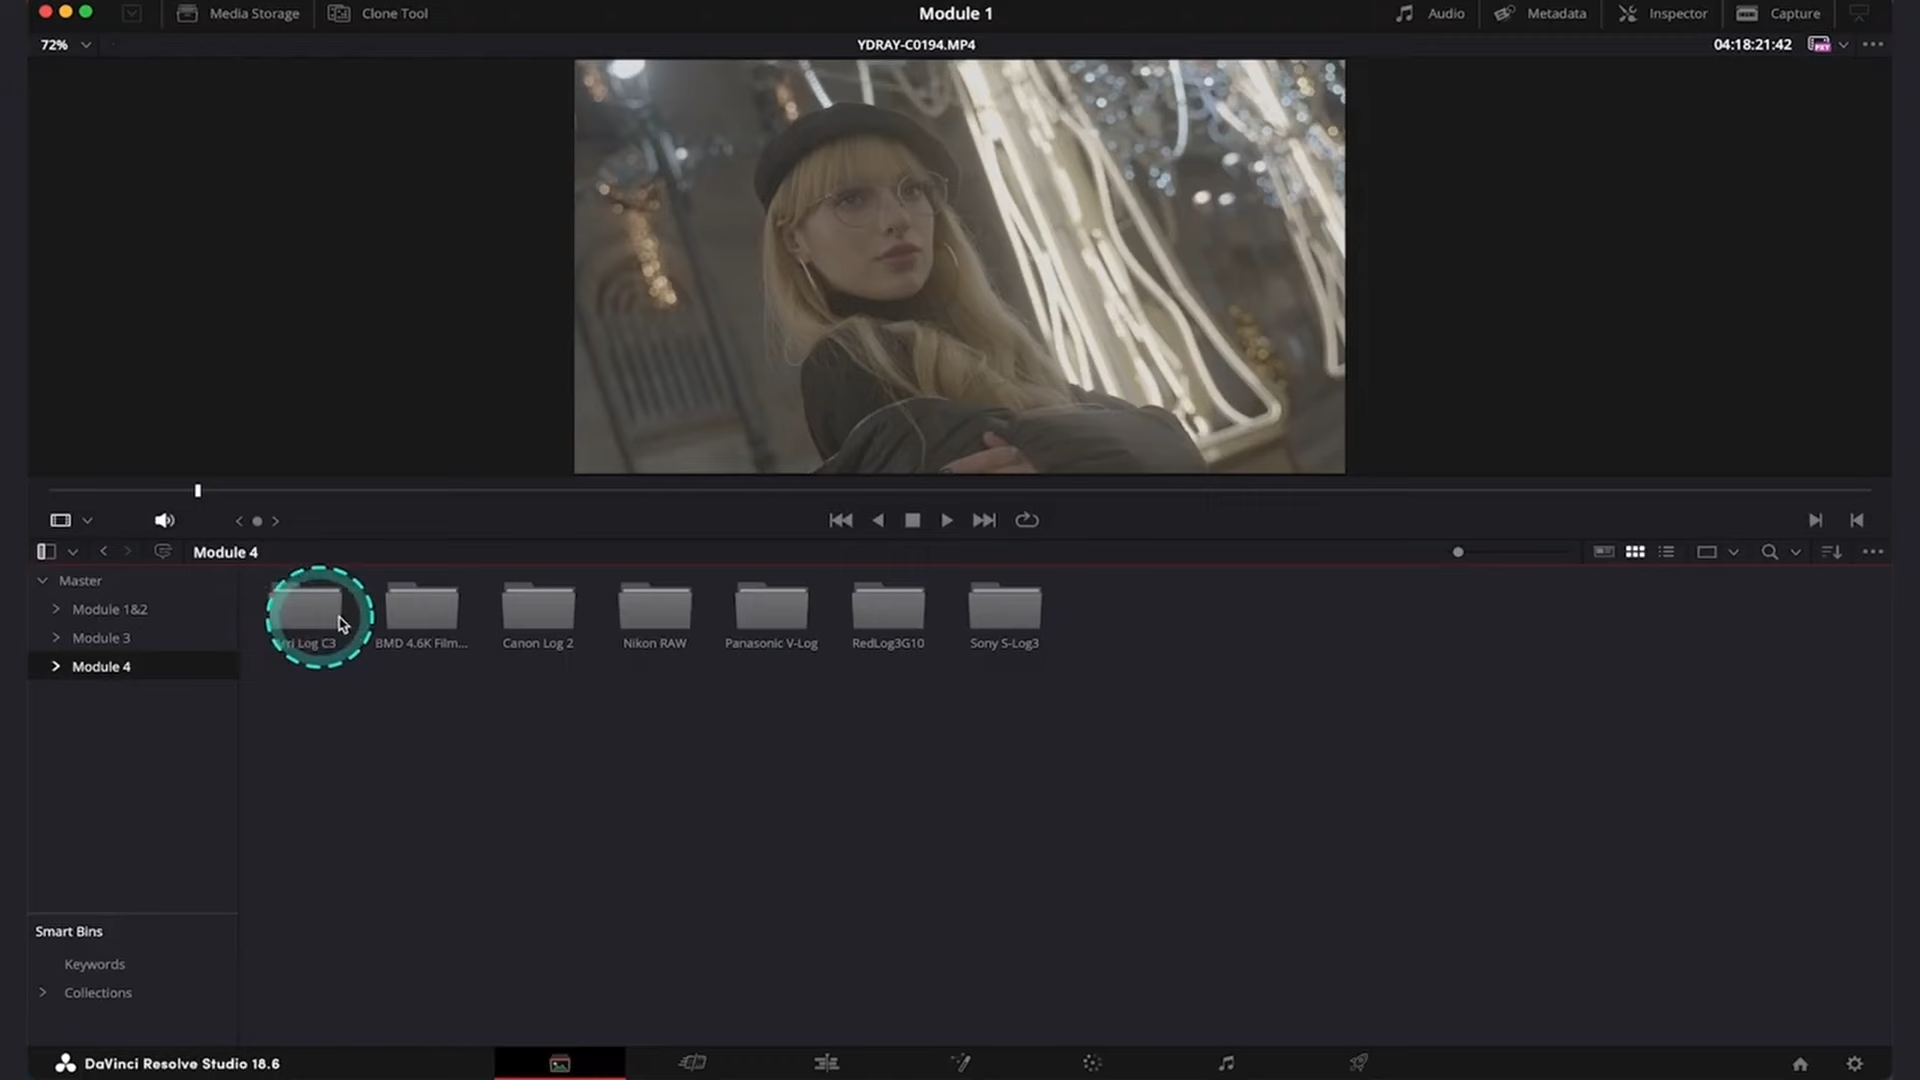 Media Storage
Clone Tool
Module 1
Audio
Metadata
Inspector
Capture
72%
YDRAY-C0194.MP4
04:18:21:42
PXY
Module 4
Master
Module 1&2
Module 3
Module 4
ri Log C3
BMD 4.6K Film...
Canon Log 2
Nikon RAW
Panasonic V-Log
RedLog3G10
Sony S-Log3
Smart Bins
Keywords
Collections
DaVinci Resolve Studio 18.6